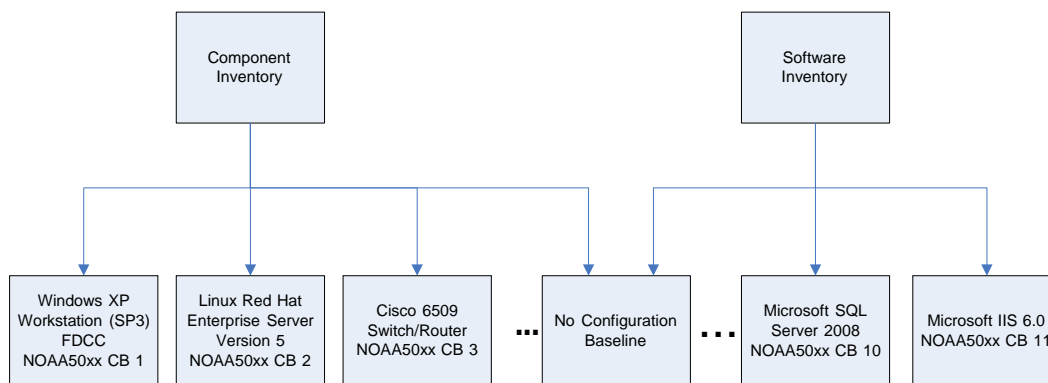 Component
Inventory
Software
Inventory
Windows XP
Workstation (SP3)
FDCC
NOAA50xx CB 1
Linux Red Hat
Enterprise Server
Version 5
NOAA50xx CB 2
Cisco 6509
Switch/Router
NOAA50xx CB 3
...
No Configuration
Baseline
...
Microsoft SQL
Server 2008
NOAA50xx CB 10
Microsoft IIS 6.0
NOAA50xx CB 11